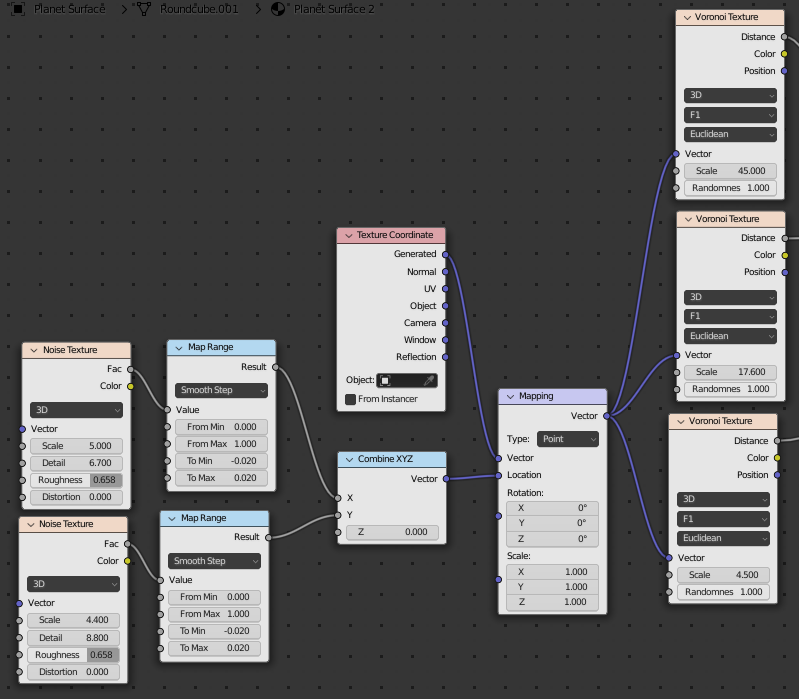 Planet Surface > Roundcube.001 > Planet Surface 2
Voronoi Texture
Distance
Color
Position
3D
F1
Euclidean
Vector
Scale 45.000
Randomnes 1.000
Voronoi Texture
Distance
Color
Position
3D
F1
Euclidean
Vector
Scale 17.600
Randomnes 1.000
Voronoi Texture
Distance
Color
Position
3D
F1
Euclidean
Vector
Scale 4.500
Randomnes 1.000
Texture Coordinate
Generated
Normal
UV
Object
Camera
Window
Reflection
Object:
From Instancer
Noise Texture
Fac
Color
3D
Vector
Scale 5.000
Detail 6.700
Roughness 0.658
Distortion 0.000
Map Range
Result
Smooth Step
Value
From Min 0.000
From Max 1.000
To Min -0.020
To Max 0.020
Combine XYZ
Vector
X
Y
Z 0.000
Mapping
Vector
Type: Point
Vector
Location
Rotation:
X 0°
Y 0°
Z 0°
Scale:
X 1.000
Y 1.000
Z 1.000
Noise Texture
Fac
Color
3D
Vector
Scale 4.400
Detail 8.800
Roughness 0.658
Distortion 0.000
Map Range
Result
Smooth Step
Value
From Min 0.000
From Max 1.000
To Min -0.020
To Max 0.020